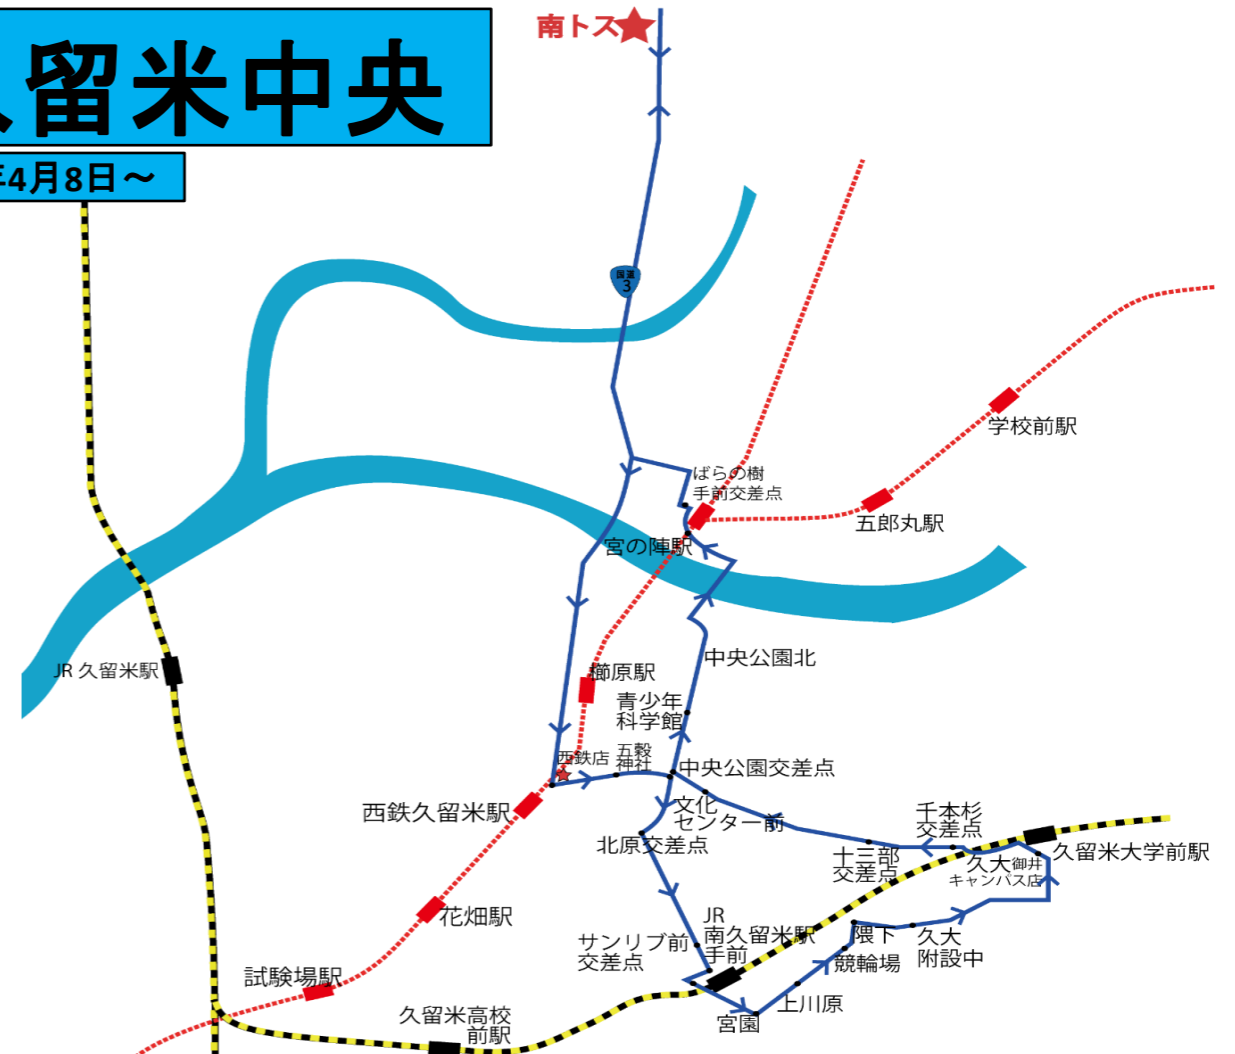 南トス
留米中央
年4月8日～
国道
3
学校前駅
ばらの樹
手前交差点
五郎丸駅
宮の陣駅
中央公園北
JR 久留米駅
櫛原駅
青少年
科学館
西鉄店
五穀
神社
中央公園交差点
西鉄久留米駅
文化
センター前
千本杉
交差点
北原交差点
十三部
交差点
久大御井
キャンパス店
久留米大学前駅
花畑駅
JR
南久留米駅
手前
サンリブ前
交差点
隈下
久大
附設中
競輪場
試験場駅
上川原
久留米高校
前駅
宮園